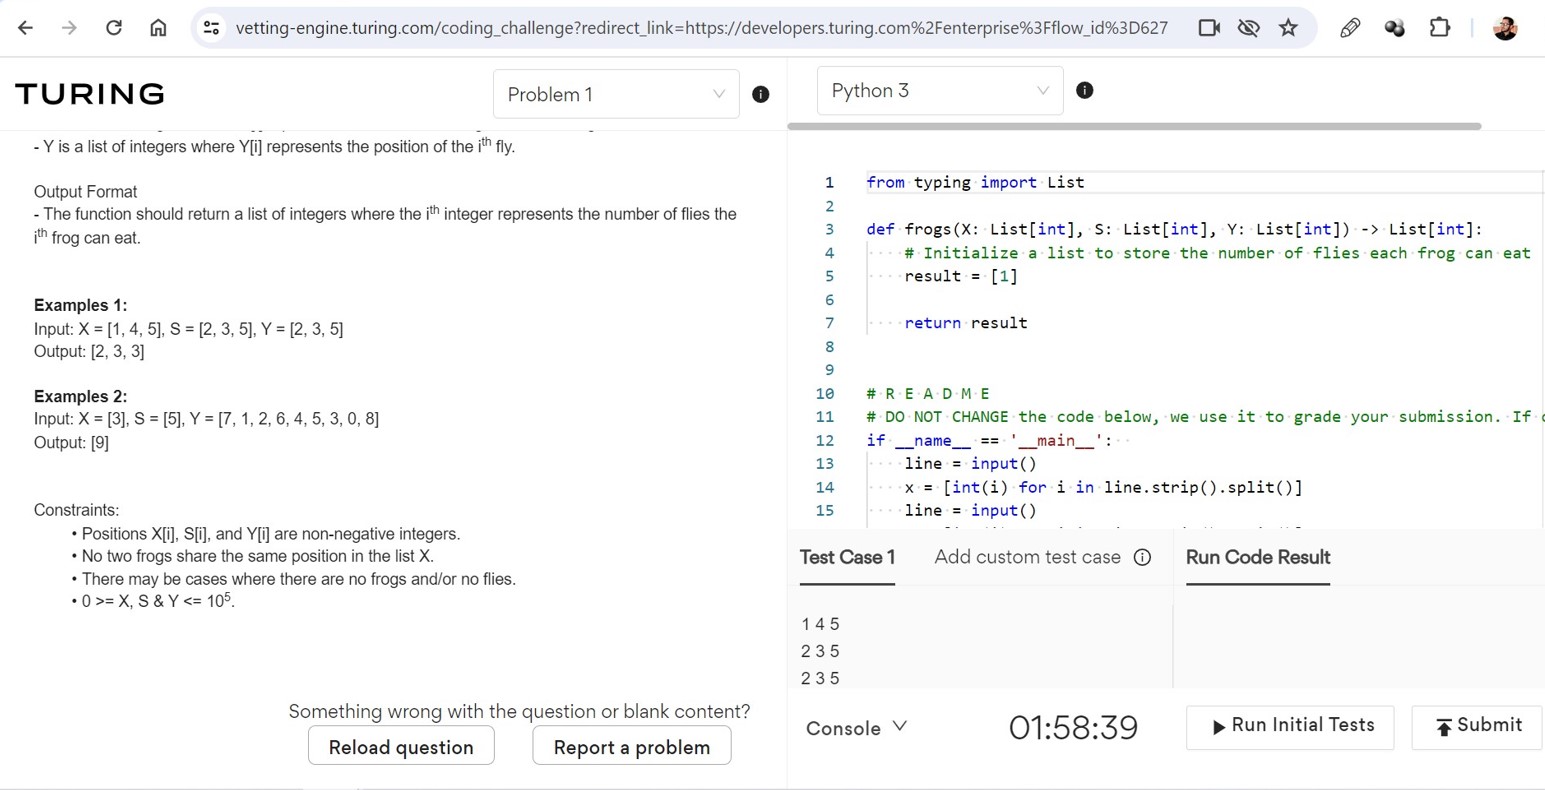 vetting-engine.turing.com/coding_challenge?redirect_link=https://developers.turing.com%2Fenterprise%3Fflow_id%3D627
TURING
Problem 1
- Y is a list of integers where Y[i] represents the position of the ith fly.
Output Format
- The function should return a list of integers where the ith integer represents the number of flies the
ith frog can eat.
Examples 1:
Input: X = [1, 4, 5], S = [2, 3, 5], Y = [2, 3, 5]
Output: [2, 3, 3]
Examples 2:
Input: X = [3], S = [5], Y = [7, 1, 2, 6, 4, 5, 3, 0, 8]
Output: [9]
Constraints:
• Positions X[i], S[i], and Y[i] are non-negative integers.
• No two frogs share the same position in the list X.
• There may be cases where there are no frogs and/or no flies.
• 0 >= X, S & Y <= 10⁵.
Something wrong with the question or blank content?
Reload question
Report a problem
Python 3
1 from typing import List
2
3 def frogs(X: List[int], S: List[int], Y: List[int]) -> List[int]:
4     # Initialize a list to store the number of flies each frog can eat
5     result = [1]
6
7     return result
8
9
10 # R E A D M E
11 # DO NOT CHANGE the code below, we use it to grade your submission. If
12 if __name__ == '__main__':
13     line = input()
14     x = [int(i) for i in line.strip().split()]
15     line = input()
Test Case 1
Add custom test case
Run Code Result
1 4 5
2 3 5
2 3 5
Console
01:58:39
Run Initial Tests
Submit